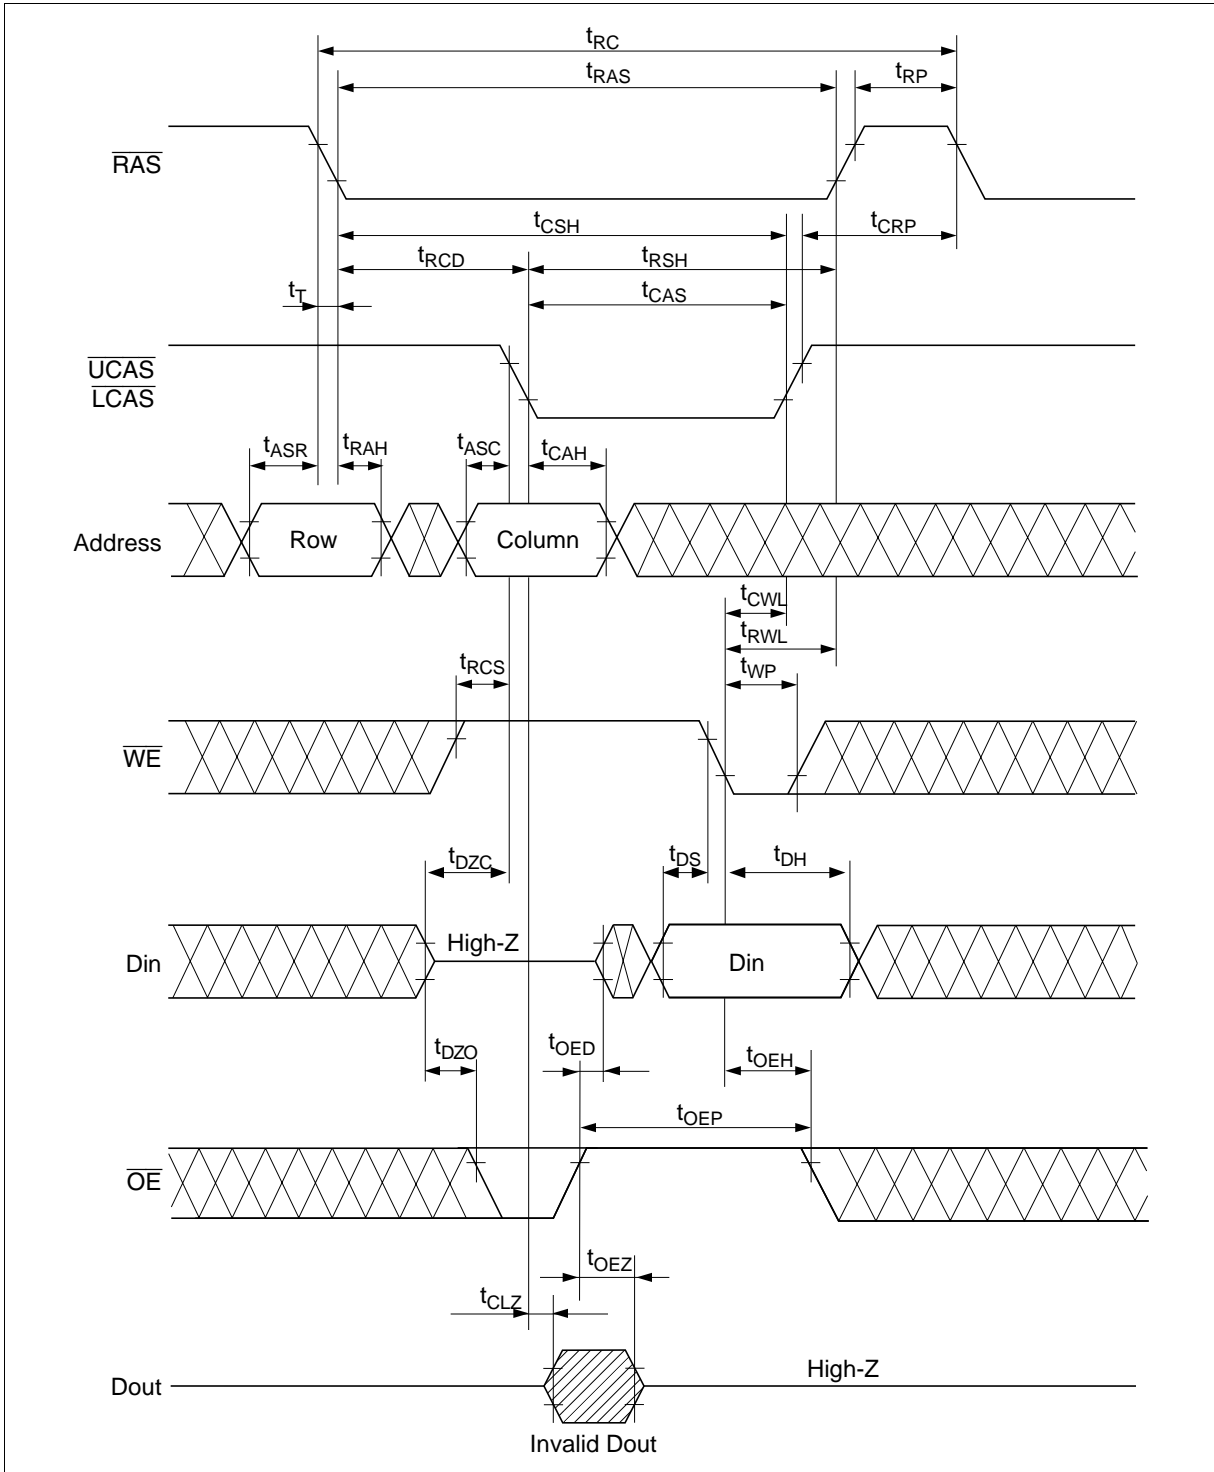 tRC
tRAS
tRP
RAS
tCSH
tCRP
tRCD
tRSH
tT
tCAS
UCAS
LCAS
tASR
tRAH
tASC
tCAH
Address
Row
Column
tCWL
tRWL
tRCS
tWP
WE
tDZC
tDS
tDH
High-Z
Din
Din
tDZO
tOED
tOEH
tOEP
OE
tOEZ
tCLZ
High-Z
Dout
Invalid Dout